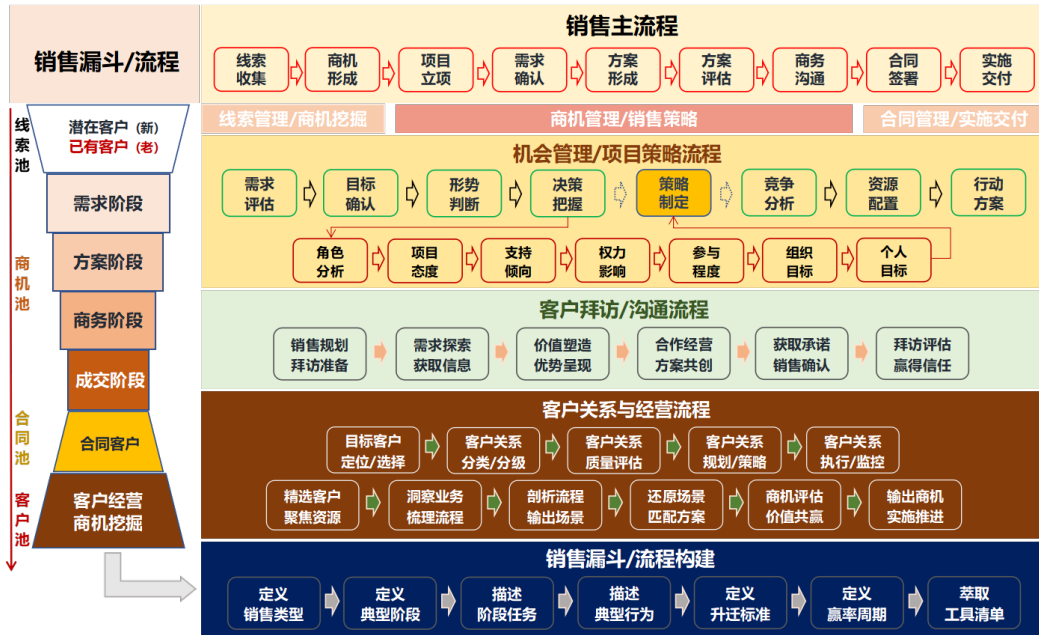 销售漏斗/流程
线索池
潜在客户（新）
已有客户（老）
需求阶段
商机池
方案阶段
商务阶段
成交阶段
合同池
合同客户
客户池
客户经营
商机挖掘
销售主流程
线索
收集
商机
形成
项目
立项
需求
确认
方案
形成
方案
评估
商务
沟通
合同
签署
实施
交付
线索管理/商机挖掘
商机管理/销售策略
合同管理/实施交付
机会管理/项目策略流程
需求
评估
目标
确认
形势
判断
决策
把握
策略
制定
竞争
分析
资源
配置
行动
方案
角色
分析
项目
态度
支持
倾向
权力
影响
参与
程度
组织
目标
个人
目标
客户拜访/沟通流程
销售规划
拜访准备
需求探索
获取信息
价值塑造
优势呈现
合作经营
方案共创
获取承诺
销售确认
拜访评估
赢得信任
客户关系与经营流程
目标客户
定位/选择
客户关系
分类/分级
客户关系
质量评估
客户关系
规划/策略
客户关系
执行/监控
精选客户
聚焦资源
洞察业务
梳理流程
剖析流程
输出场景
还原场景
匹配方案
商机评估
价值共赢
输出商机
实施推进
销售漏斗/流程构建
定义
销售类型
定义
典型阶段
描述
阶段任务
描述
典型行为
定义
升迁标准
定义
赢率周期
萃取
工具清单